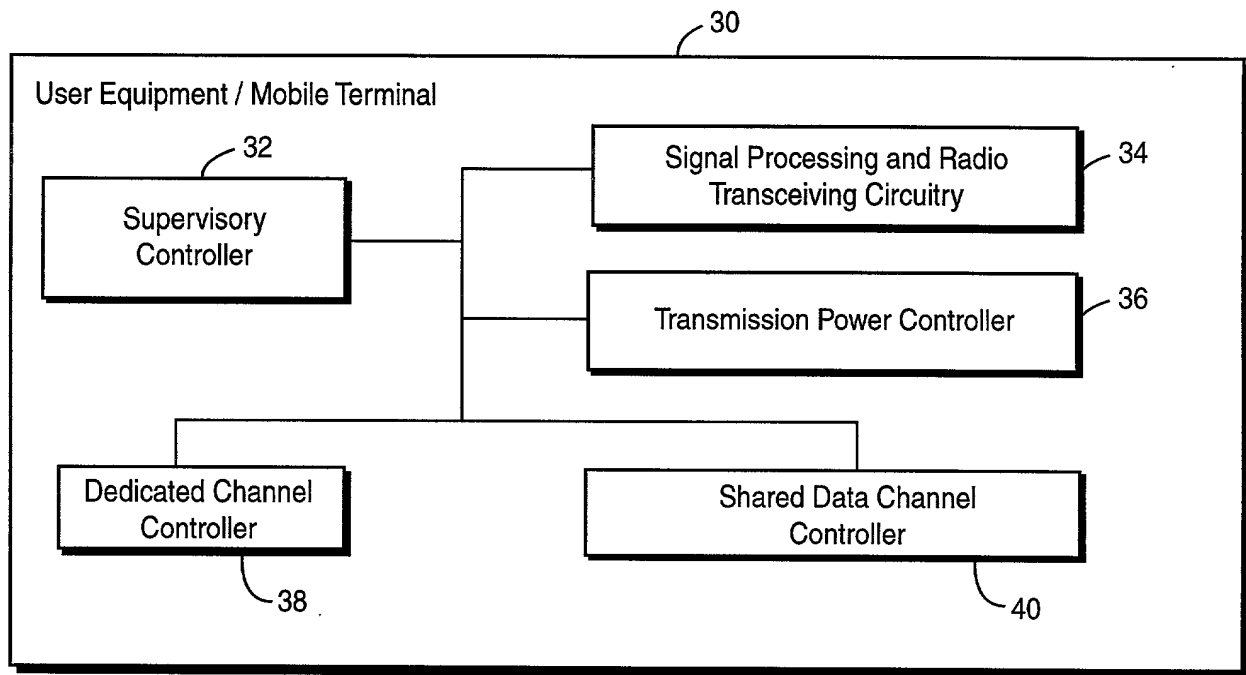 30
User Equipment / Mobile Terminal
32
Supervisory
Controller
Signal Processing and Radio
Transceiving Circuitry
34
Transmission Power Controller
36
Dedicated Channel
Controller
38
Shared Data Channel
Controller
40